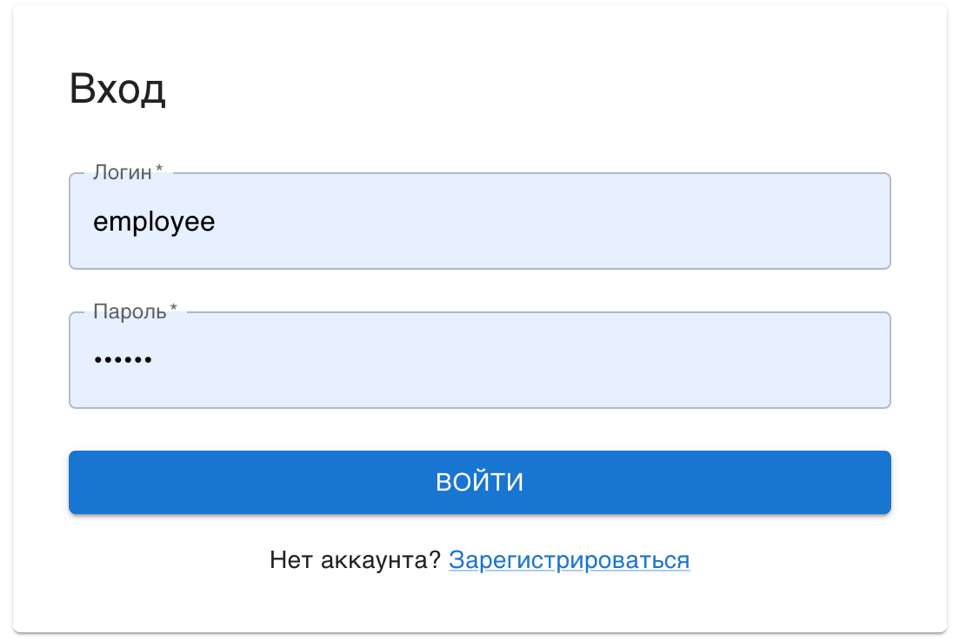 Вход
Логин *
employee
Пароль *
••••••
ВОЙТИ
Нет аккаунта? Зарегистрироваться